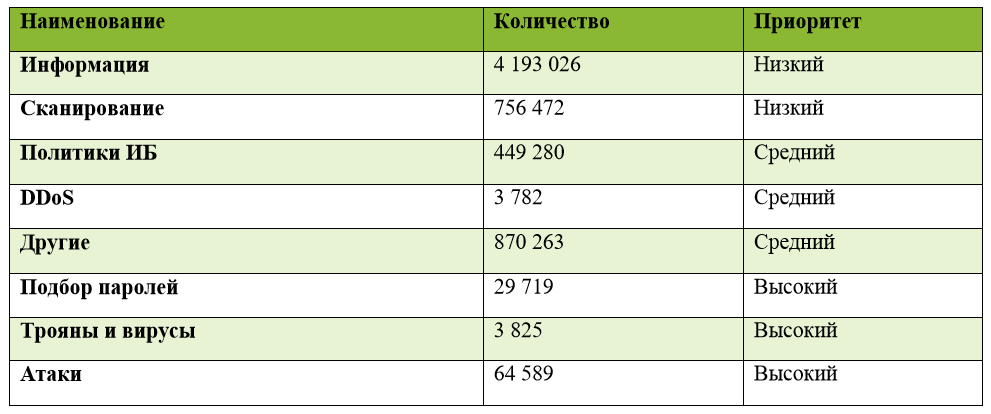 Наименование Количество Приоритет
Информация 4 193 026 Низкий
Сканирование 756 472 Низкий
Политики ИБ 449 280 Средний
DDoS 3 782 Средний
Другие 870 263 Средний
Подбор паролей 29 719 Высокий
Трояны и вирусы 3 825 Высокий
Атаки 64 589 Высокий